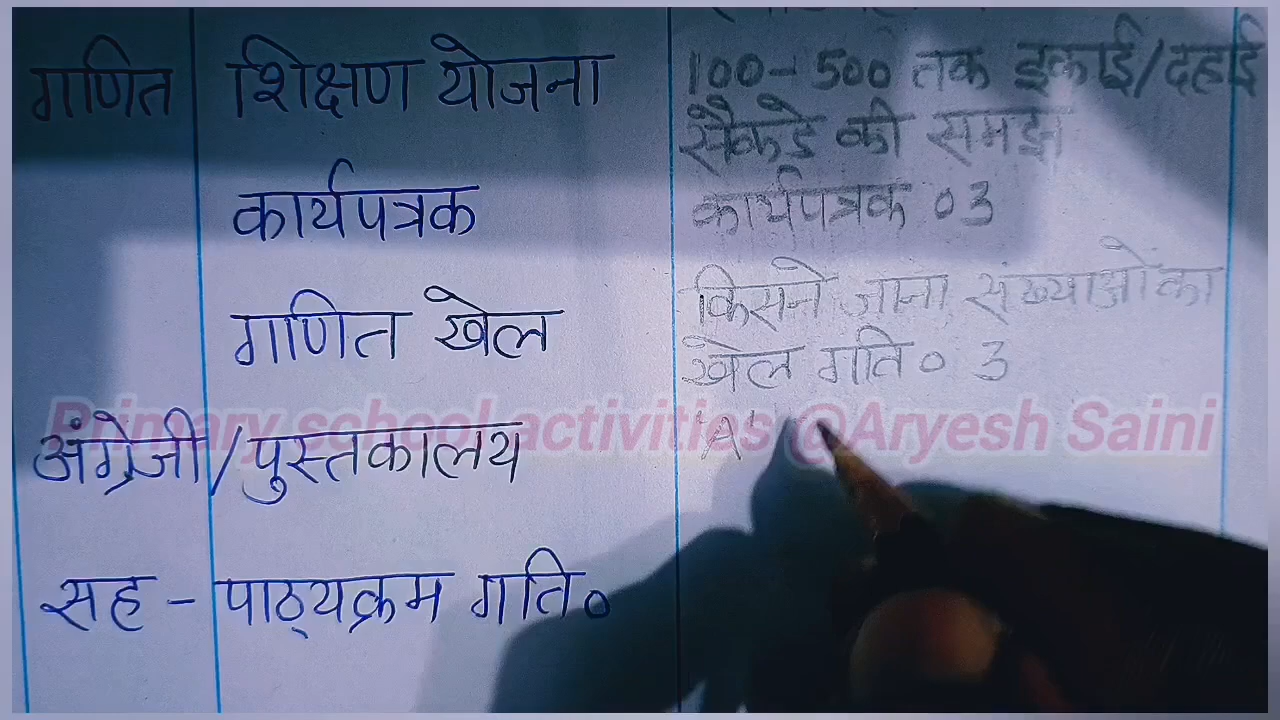 गणित शिक्षण योजना 100-500 तक इकाई/दहाई
सैकडे की समझ
कार्यपत्रक कार्यपत्रक 03
गणित खेल किसने जाना संख्याओं का
खेल गति० 3
Primary school activities @Aryesh Saini
अंग्रेजी/पुस्तकालय 'A'
सह - पाठ्यक्रम गति०